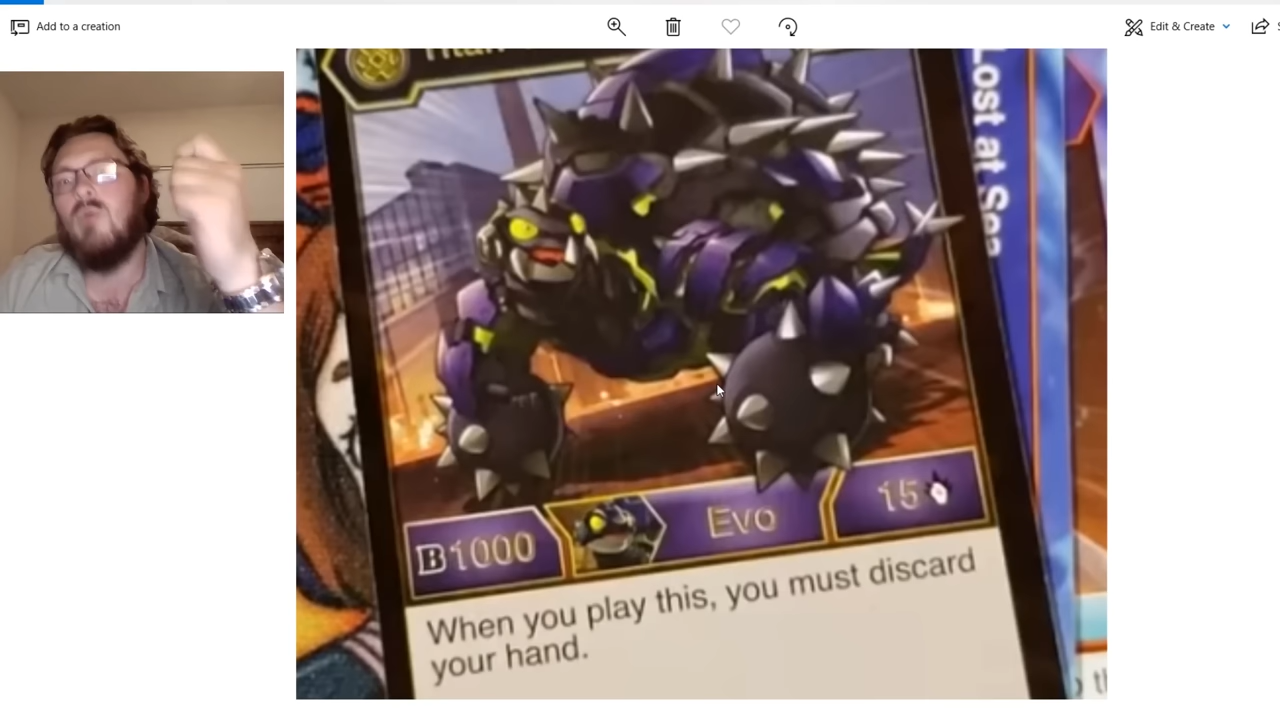 Add to a creation
Edit & Create
Lost at Sea
B1000
Evo
15
When you play this, you must discard
your hand.